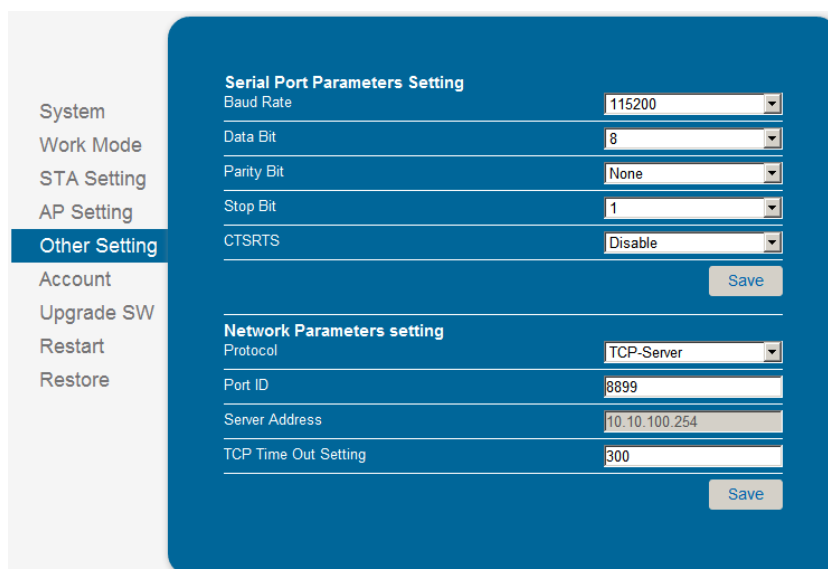 System
Work Mode
STA Setting
AP Setting
Other Setting
Account
Upgrade SW
Restart
Restore
Serial Port Parameters Setting
Baud Rate 115200
Data Bit 8
Parity Bit None
Stop Bit 1
CTSRTS Disable
Save
Network Parameters setting
Protocol TCP-Server
Port ID 8899
Server Address 10.10.100.254
TCP Time Out Setting 300
Save